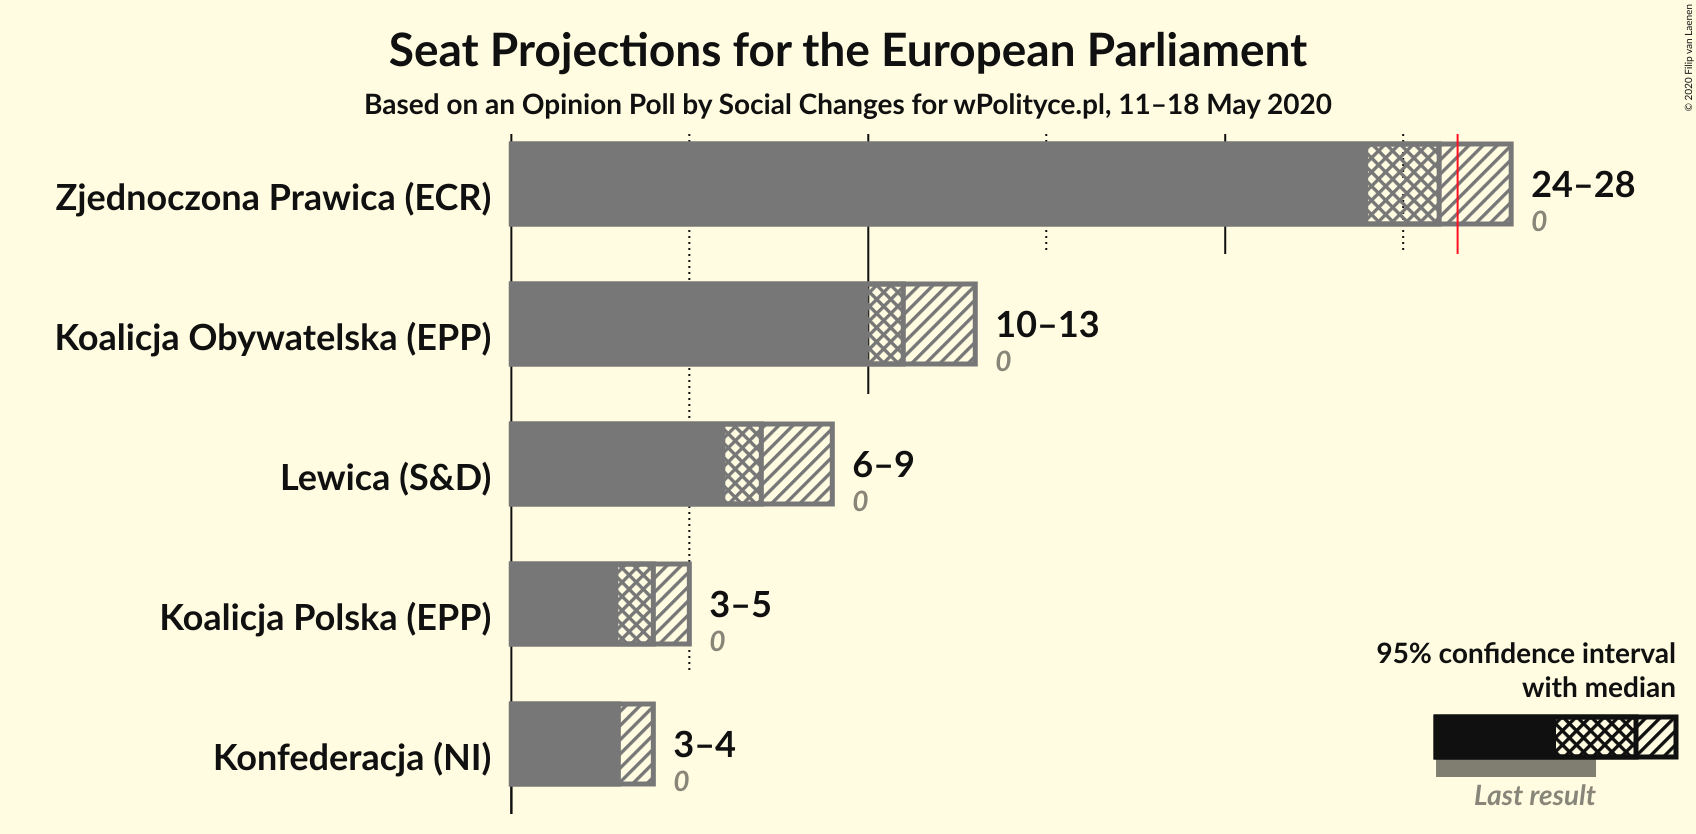 Seat Projections for the European Parliament
Based on an Opinion Poll by Social Changes for wPolityce.pl, 11–18 May 2020
© 2020 Filip van Laenen
Zjednoczona Prawica (ECR)
24–28
0
Koalicja Obywatelska (EPP)
10–13
0
Lewica (S&D)
6–9
0
Koalicja Polska (EPP)
3–5
0
Konfederacja (NI)
3–4
0
95% confidence interval
with median
Last result